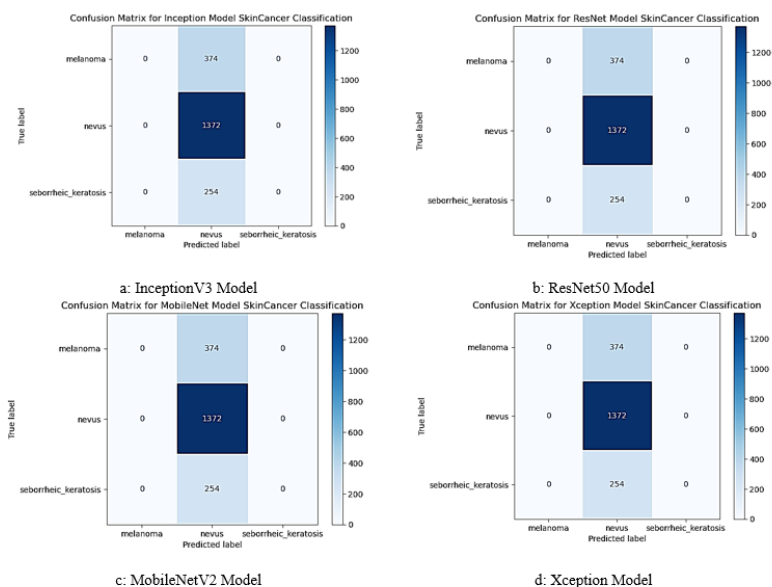 Confusion Matrix for Inception Model SkinCancer Classification
melanoma 0 374 0
nevus 0 1372 0
seborrheic_keratosis 0 254 0
melanoma nevus seborrheic_keratosis
Predicted label
True label
1200
1000
800
600
400
200
0
a: InceptionV3 Model
Confusion Matrix for ResNet Model SkinCancer Classification
melanoma 0 374 0
nevus 0 1372 0
seborrheic_keratosis 0 254 0
melanoma nevus seborrheic_keratosis
Predicted label
True label
1200
1000
800
600
400
200
0
b: ResNet50 Model
Confusion Matrix for MobileNet Model SkinCancer Classification
melanoma 0 374 0
nevus 0 1372 0
seborrheic_keratosis 0 254 0
melanoma nevus seborrheic_keratosis
Predicted label
True label
1200
1000
800
600
400
200
0
c: MobileNetV2 Model
Confusion Matrix for Xception Model SkinCancer Classification
melanoma 0 374 0
nevus 0 1372 0
seborrheic_keratosis 0 254 0
melanoma nevus seborrheic_keratosis
Predicted label
True label
1200
1000
800
600
400
200
0
d: Xception Model